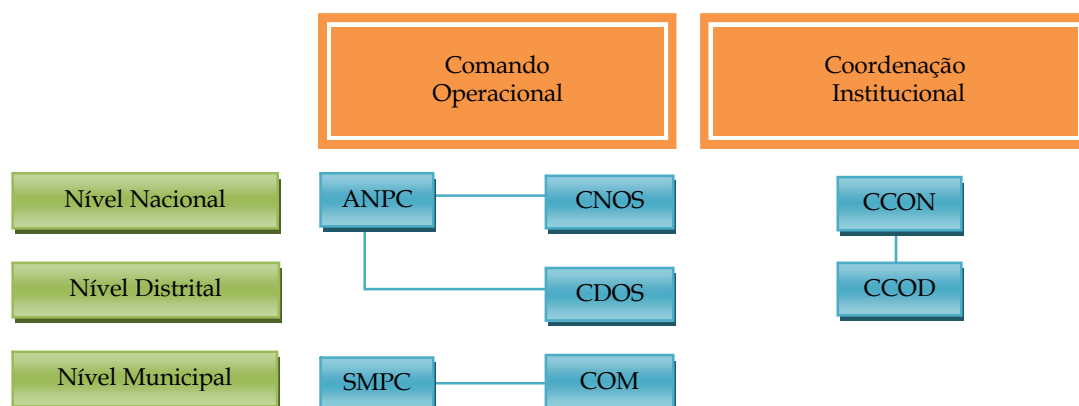 Comando
Operacional
Coordenação
Institucional
Nível Nacional
ANPC
CNOS
CCON
Nível Distrital
CDOS
CCOD
Nível Municipal
SMPC
COM